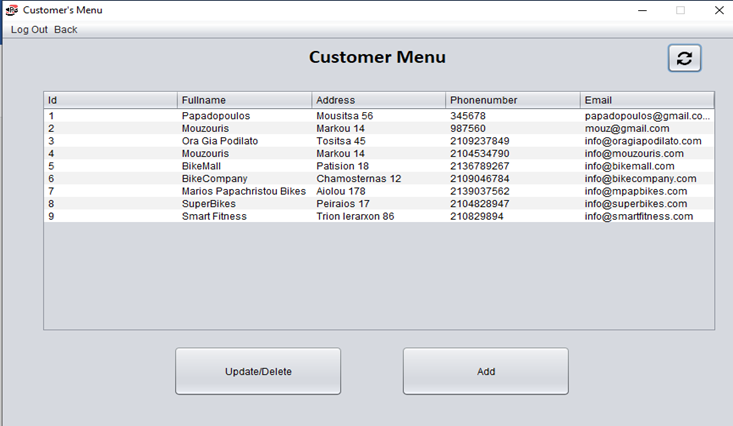 Customer's Menu
Log Out Back
Customer Menu
Id Fullname Address Phonenumber Email
1 Papadopoulos Mousitsa 56 345678 papadopoulos@gmail.co...
2 Mouzouris Markou 14 987560 mouz@gmail.com
3 Ora Gia Podilato Tositsa 45 2109237849 info@oragiapodilato.com
4 Mouzouris Markou 14 2104534790 info@mouzouris.com
5 BikeMall Patision 18 2136789267 info@bikemall.com
6 BikeCompany Chamosternas 12 2109046784 info@bikecompany.com
7 Marios Papachristou Bikes Aiolou 178 2139037562 info@mpapbikes.com
8 SuperBikes Peiraios 17 2104828947 info@superbikes.com
9 Smart Fitness Trion Ierarxon 86 210829894 info@smartfitness.com
Update/Delete Add